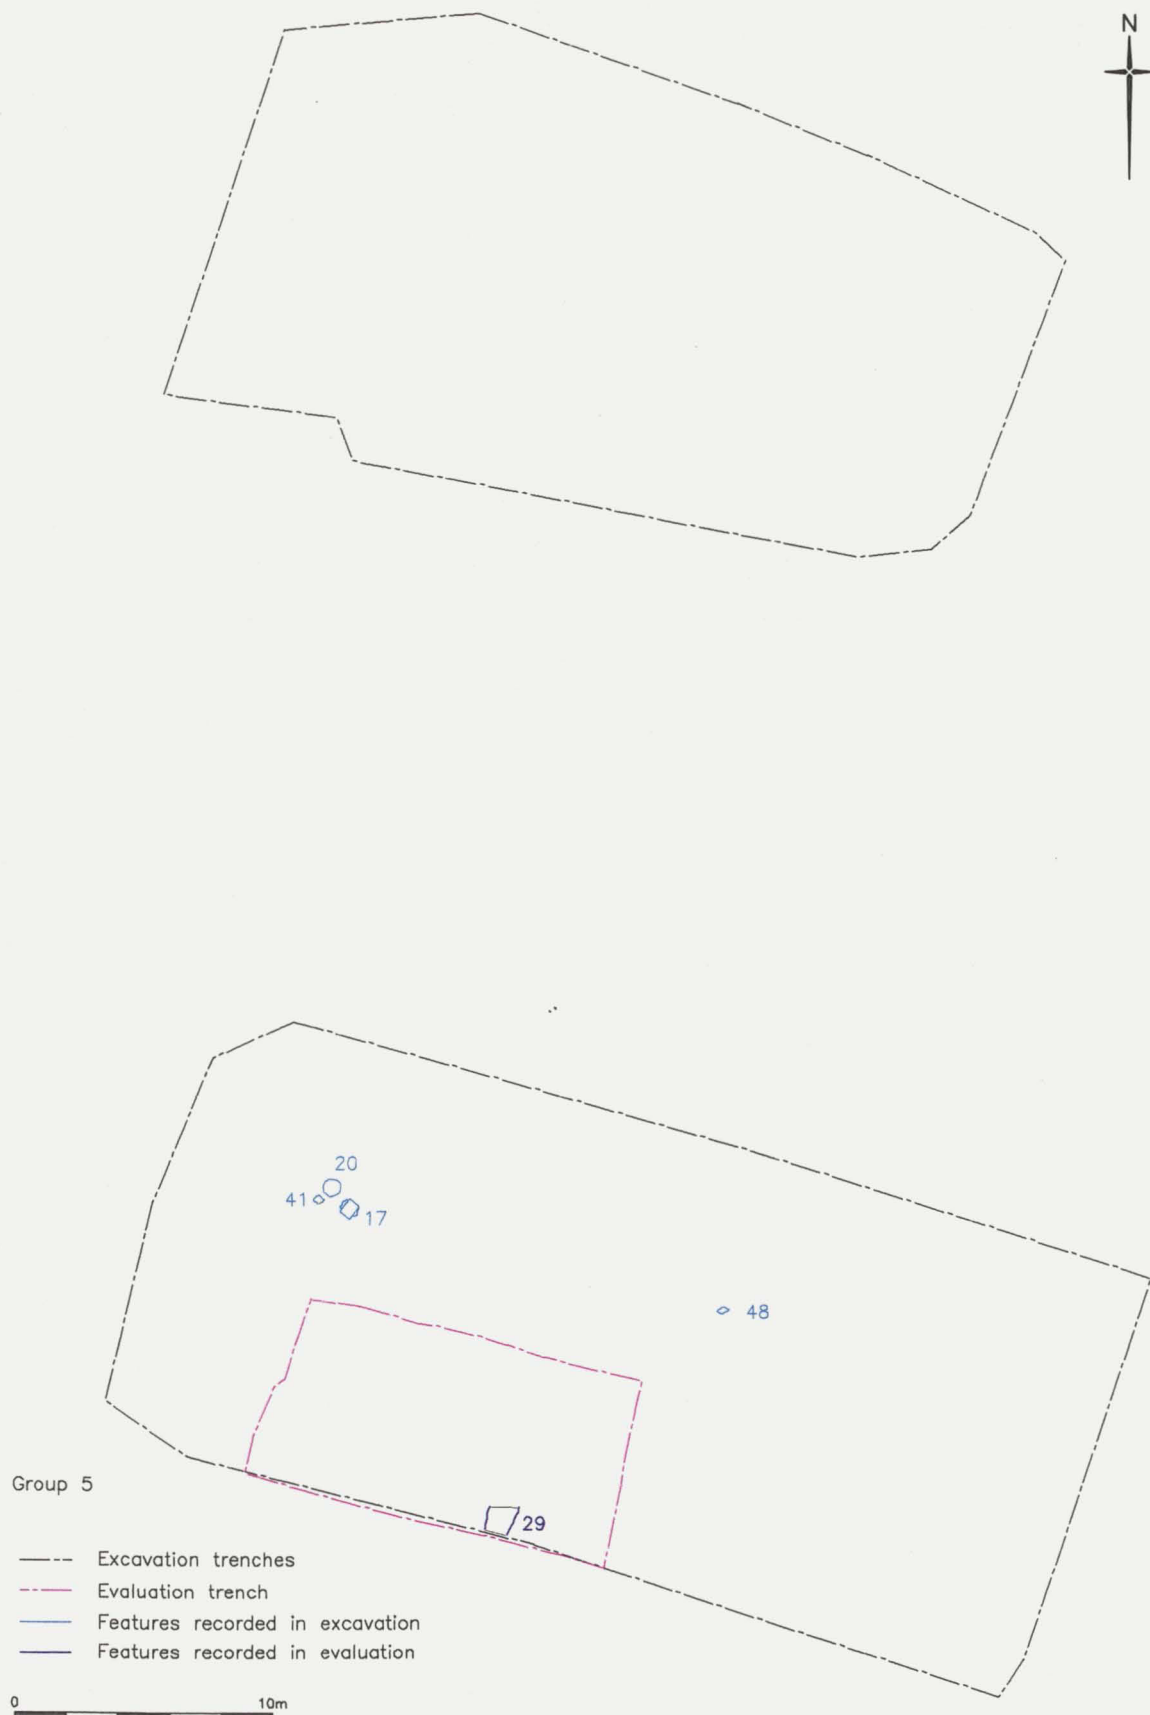 N
20
41
17
48
29
Group 5
Excavation trenches
Evaluation trench
Features recorded in excavation
Features recorded in evaluation
0 10m